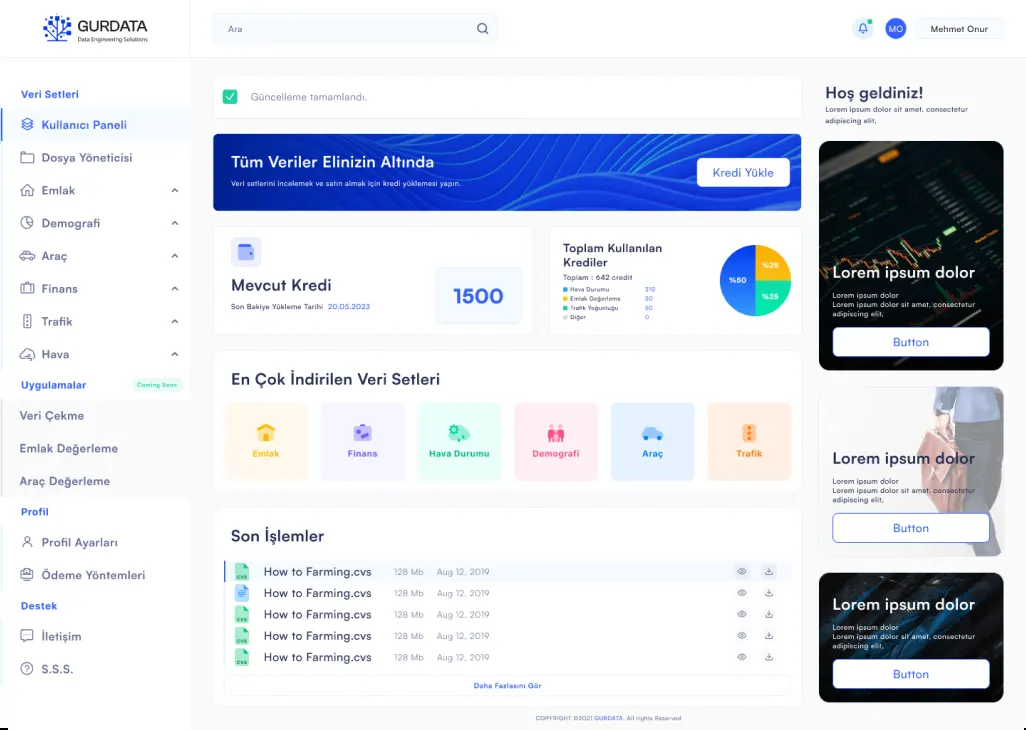 GURDATA
Data Engineering Solutions
Ara
MO
Mehmet Onur
Veri Setleri
Kullanıcı Paneli
Dosya Yöneticisi
Emlak
Demografi
Araç
Finans
Trafik
Hava
Uygulamalar
Coming Soon
Veri Çekme
Emlak Değerleme
Araç Değerleme
Profil
Profil Ayarları
Ödeme Yöntemleri
Destek
İletişim
S.S.S.
Güncelleme tamamlandı.
Tüm Veriler Elinizin Altında
Veri setlerini incelemek ve satın almak için kredi yüklemesi yapın.
Kredi Yükle
Mevcut Kredi
Son Bakiye Yükleme Tarihi 20.05.2023
1500
Toplam Kullanılan
Krediler
Toplam : 642 credit
Hava Durumu 210
Emlak Değerleme 50
Trafik Yogunlugu 50
Diğer 0
%50
%25
%25
En Çok İndirilen Veri Setleri
Emlak
Finans
Hava Durumu
Demografi
Araç
Trafik
Son İşlemler
cvs How to Farming.cvs 128 Mb Aug 12, 2019
How to Farming.cvs 128 Mb Aug 12, 2019
cvs How to Farming.cvs 128 Mb Aug 12, 2019
cvs How to Farming.cvs 128 Mb Aug 12, 2019
cvs How to Farming.cvs 128 Mb Aug 12, 2019
Daha Fazlasını Gör
COPYRIGHT ©2021 GURDATA, All rights Reserved
Hoş geldiniz!
Lorem ipsum dolor sit amet, consectetur
adipiscing elit,
Lorem ipsum dolor
Lorem ipsum dolor
Lorem ipsum dolor sit amet, consectetur
adipiscing elit,
Button
Lorem ipsum dolor
Lorem ipsum dolor
Lorem ipsum dolor sit amet, consectetur
adipiscing elit,
Button
Lorem ipsum dolor
Lorem ipsum dolor
Lorem ipsum dolor sit amet, consectetur
adipiscing elit,
Button